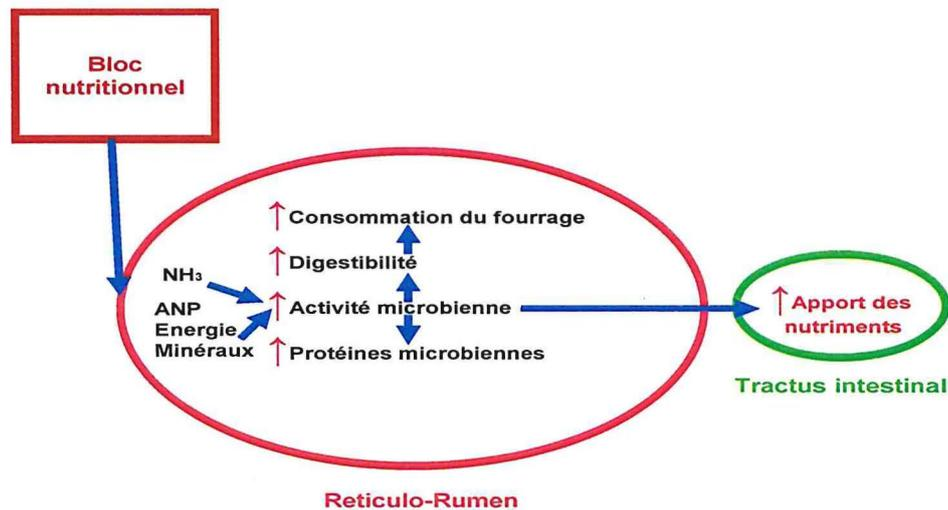 Bloc
nutritionnel
↑ Consommation du fourrage
↑ Digestibilité
NH₃
↑ Activité microbienne
ANP
Energie
Minéraux
↑ Protéines microbiennes
↑ Apport des
nutriments
Tractus intestinal
Reticulo-Rumen